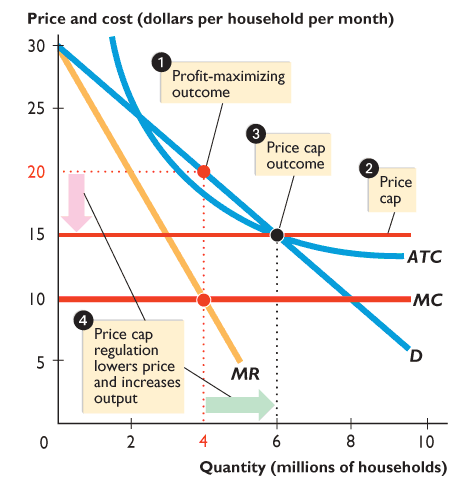 Price and cost (dollars per household per month)
30
25
20
15
10
5
0
2
4
6
8
10
Quantity (millions of households)
1
Profit-maximizing
outcome
3
Price cap
outcome
2
Price
cap
ATC
MC
D
MR
4
Price cap
regulation
lowers price
and increases
output